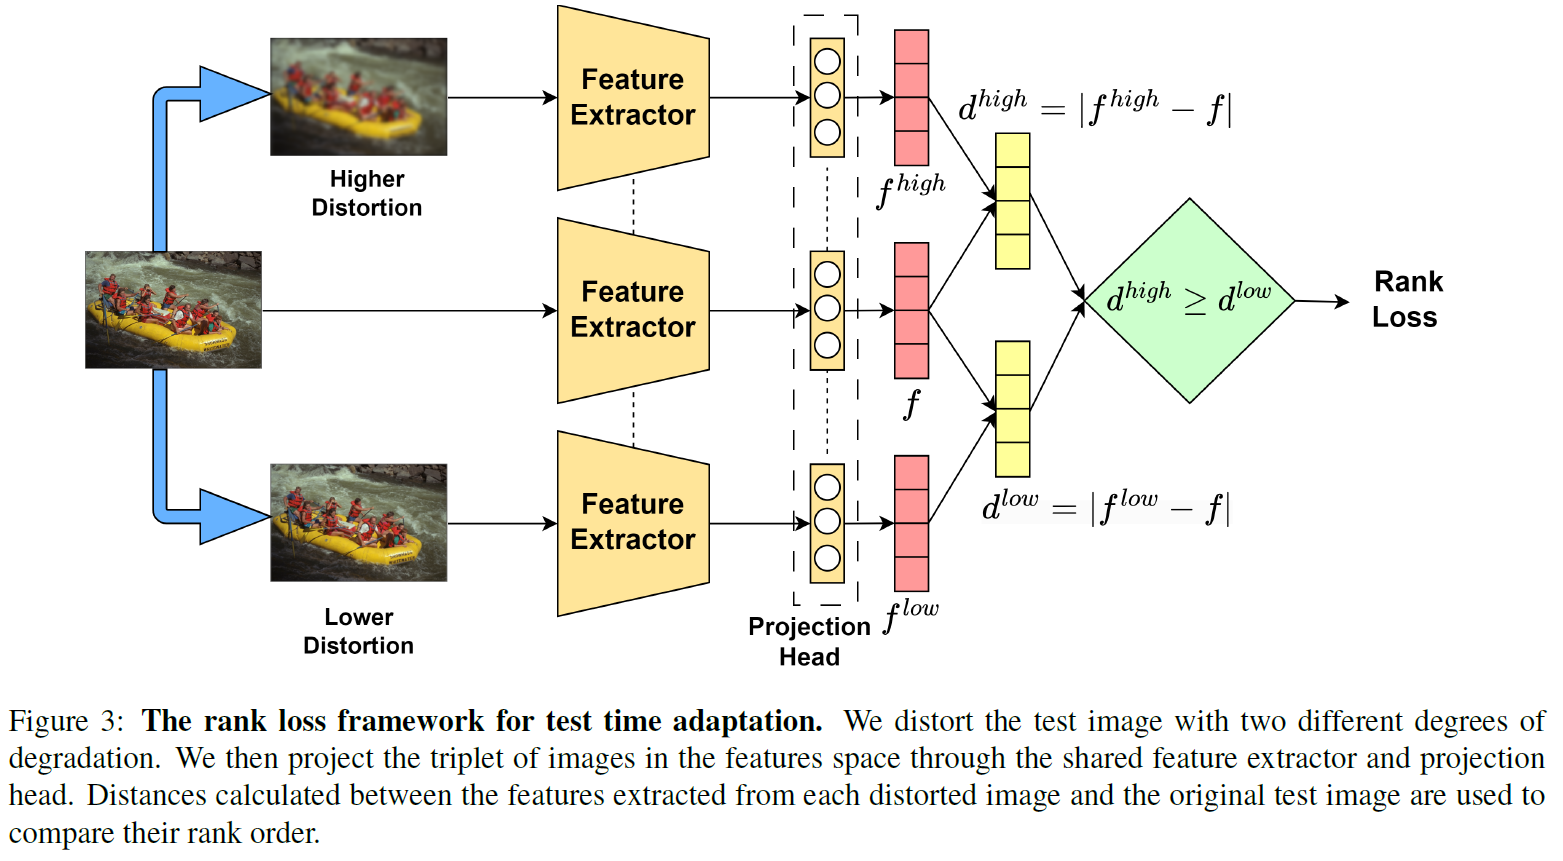 Higher
Distortion
Feature
Extractor
f^{high}
d^{high} = |f^{high} − f|
Feature
Extractor
f
d^{high} ≥ d^{low}
Rank
Loss
Lower
Distortion
Feature
Extractor
Projection
Head
f^{low}
d^{low} = |f^{low} − f|
Figure 3: The rank loss framework for test time adaptation. We distort the test image with two different degrees of
degradation. We then project the triplet of images in the features space through the shared feature extractor and projection
head. Distances calculated between the features extracted from each distorted image and the original test image are used to
compare their rank order.